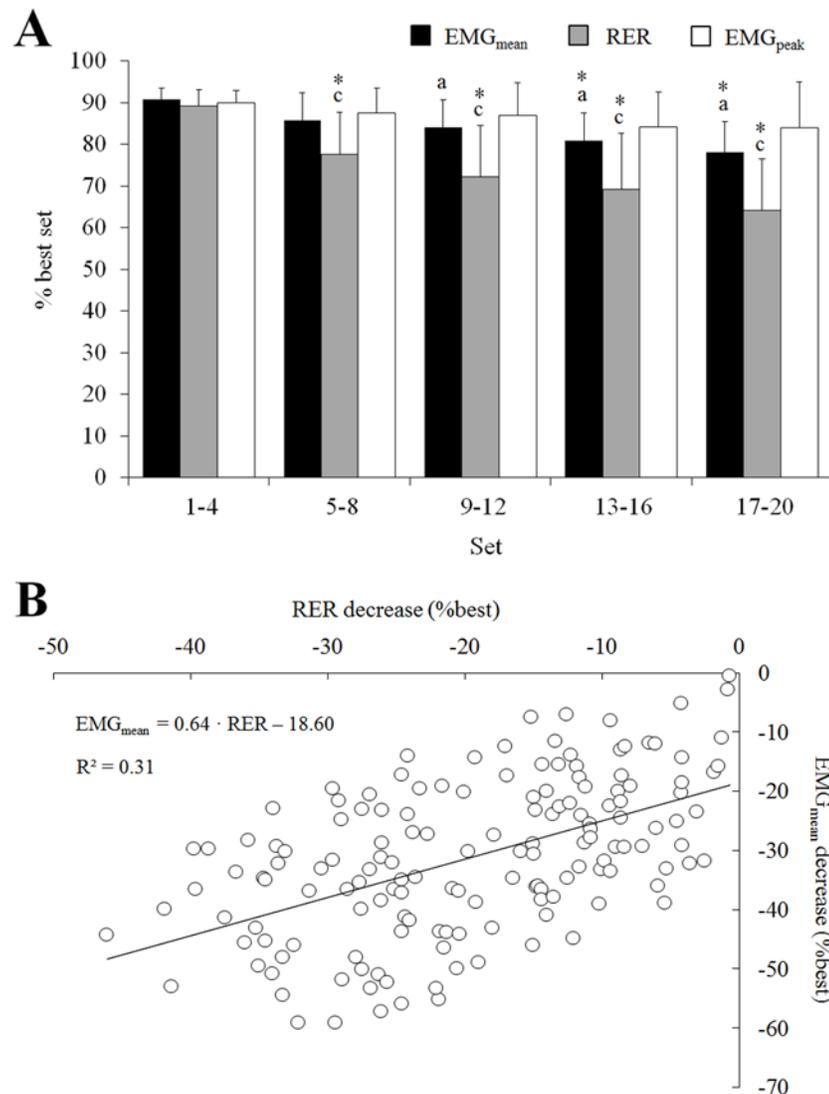 A
EMGmean RER EMGpeak
100
90
80
70
60
50
40
30
20
10
0
% best set
* c
a
* c
* a
* c
* a
* c
1-4 5-8 9-12 13-16 17-20
Set
B
RER decrease (%best)
-50 -40 -30 -20 -10 0
EMGmean = 0.64 · RER – 18.60
R² = 0.31
0
-10
-20
-30
-40
-50
-60
-70
EMGmean decrease (%best)